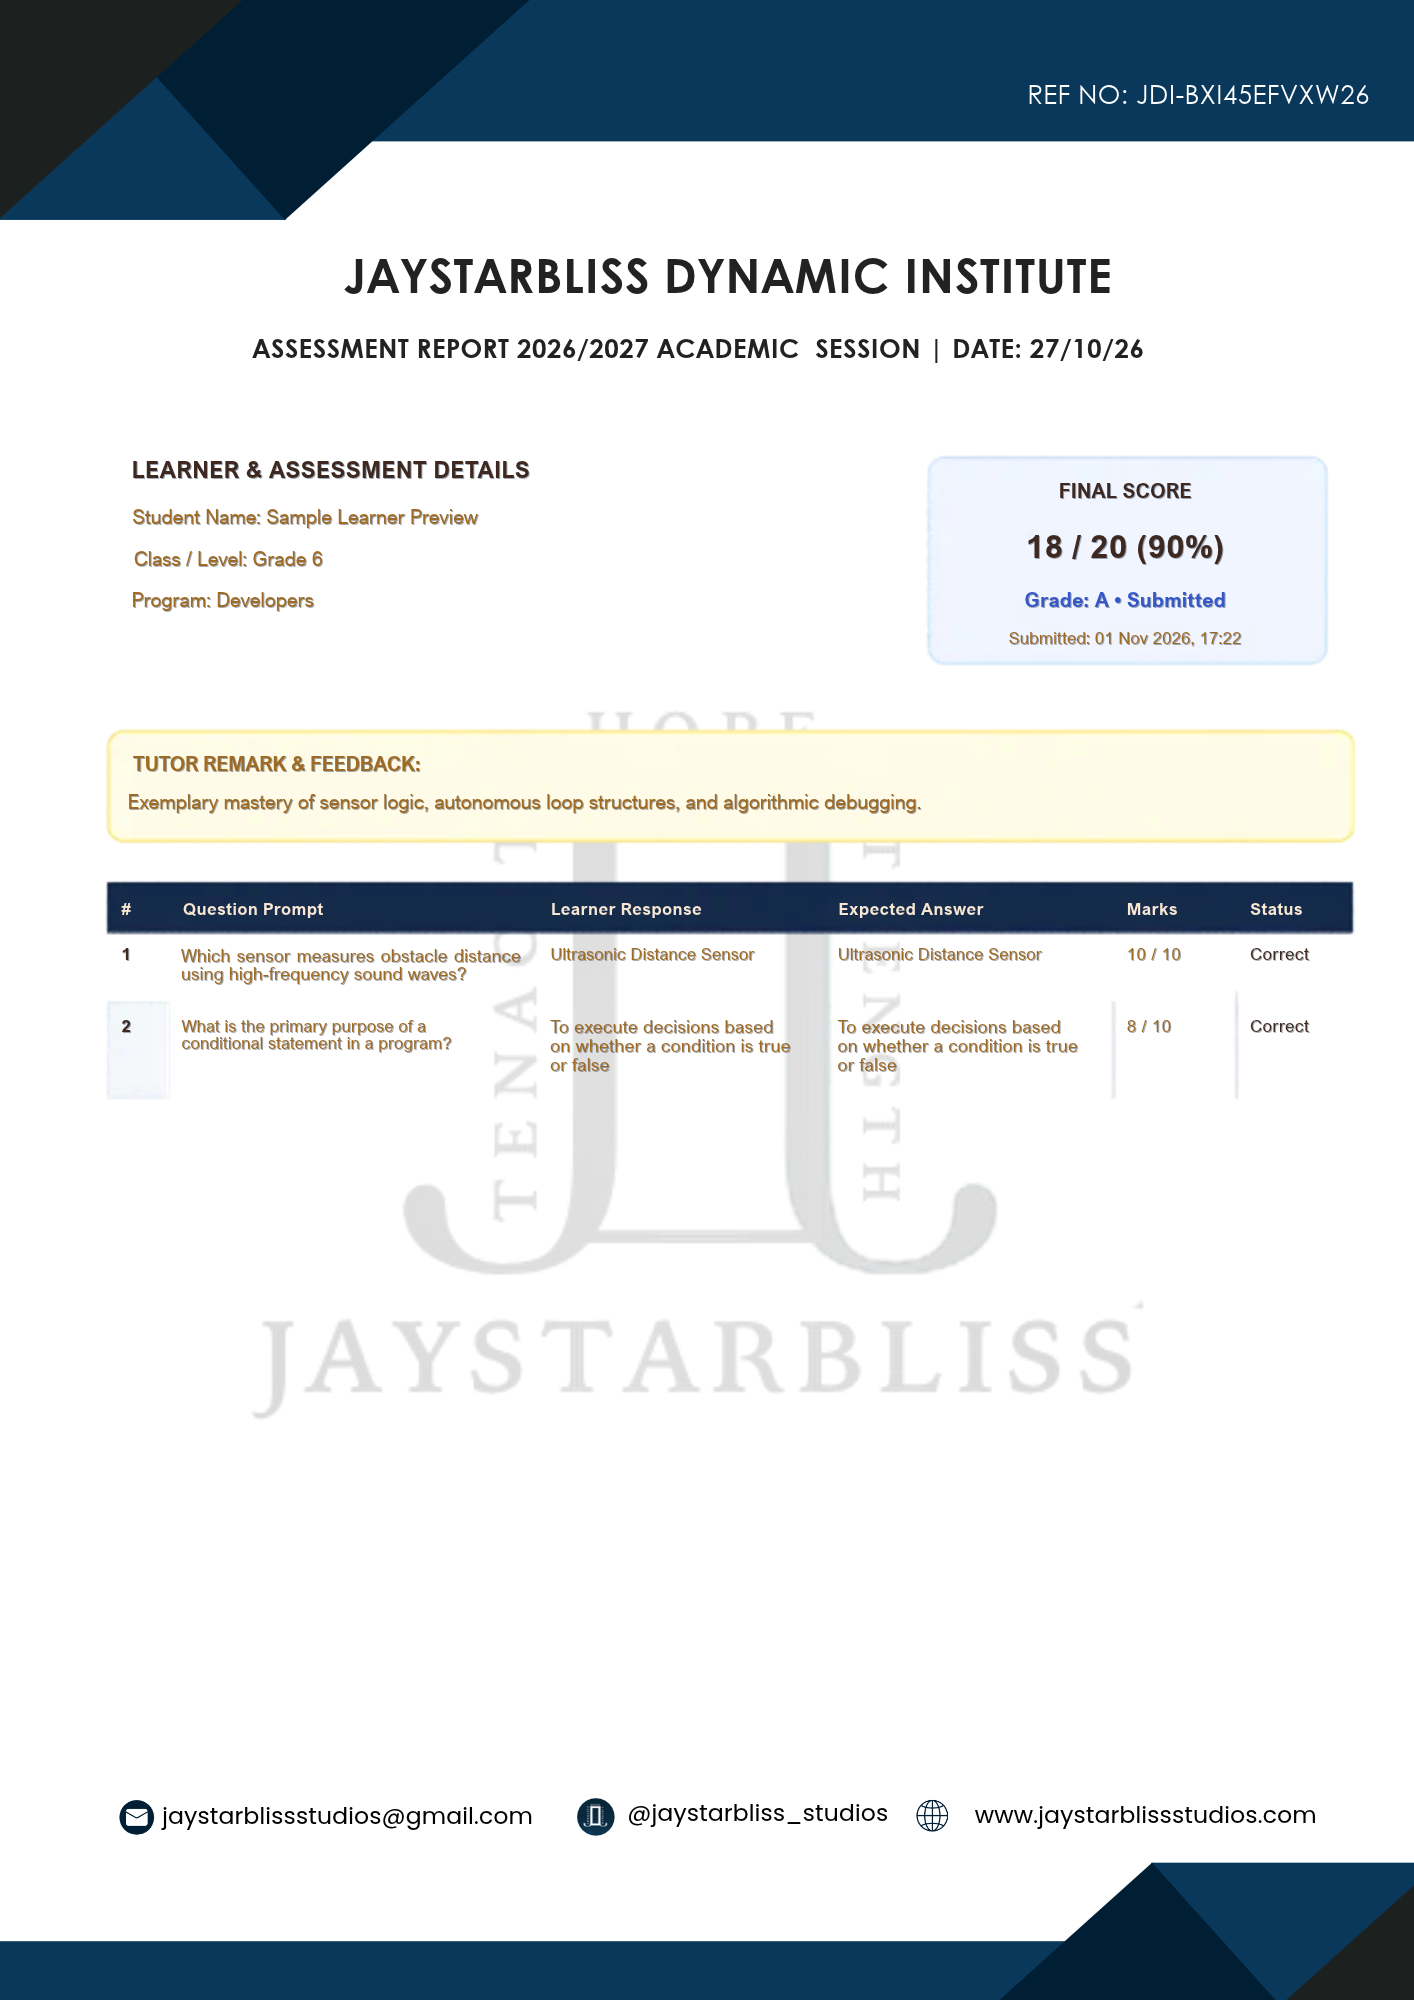 REF NO: JDI-BXI45EFVXW26
JAYSTARBLISS DYNAMIC INSTITUTE
ASSESSMENT REPORT 2026/2027 ACADEMIC SESSION | DATE: 27/10/26
LEARNER & ASSESSMENT DETAILS
Student Name: Sample Learner Preview
Class / Level: Grade 6
Program: Developers
FINAL SCORE
18 / 20 (90%)
Grade: A • Submitted
Submitted: 01 Nov 2026, 17:22
HOPE
TUTOR REMARK & FEEDBACK:
Exemplary mastery of sensor logic, autonomous loop structures, and algorithmic debugging.
# Question Prompt Learner Response Expected Answer Marks Status
1 Which sensor measures obstacle distance Ultrasonic Distance Sensor Ultrasonic Distance Sensor 10 / 10 Correct
using high-frequency sound waves?
2 What is the primary purpose of a To execute decisions based To execute decisions based 8 / 10 Correct
conditional statement in a program? on whether a condition is true on whether a condition is true
or false or false
JAYSTARBLISS
jaystarblissstudios@gmail.com @jaystarbliss_studios www.jaystarblissstudios.com